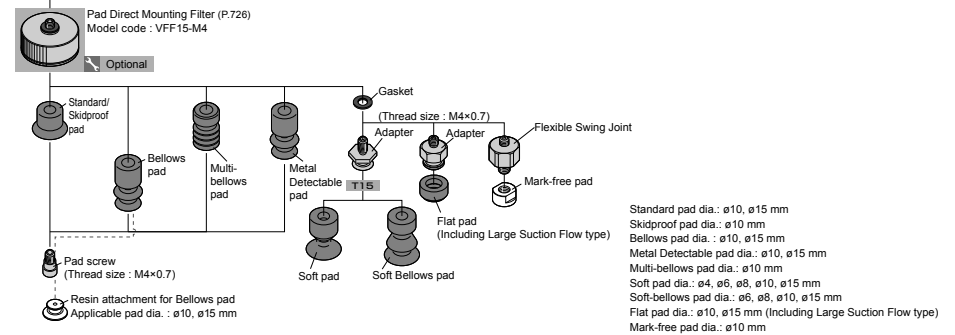 Pad Direct Mounting Filter (P.726)
Model code : VFF15-M4
Optional
Gasket
Standard/
Skidproof
pad
(Thread size : M4×0.7)
Adapter
Adapter
Flexible Swing Joint
Bellows
pad
Multi-
bellows
pad
Metal
Detectable
pad
T15
Mark-free pad
Flat pad
(Including Large Suction Flow type)
Soft pad
Soft Bellows pad
Pad screw
(Thread size : M4×0.7)
Resin attachment for Bellows pad
Applicable pad dia. : ø10, ø15 mm
Standard pad dia.: ø10, ø15 mm
Skidproof pad dia.: ø10 mm
Bellows pad dia. : ø10, ø15 mm
Metal Detectable pad dia.: ø10, ø15 mm
Multi-bellows pad dia.: ø10 mm
Soft pad dia.: ø4, ø6, ø8, ø10, ø15 mm
Soft-bellows pad dia.: ø6, ø8, ø10, ø15 mm
Flat pad dia.: ø10, ø15 mm (Including Large Suction Flow type)
Mark-free pad dia.: ø10 mm